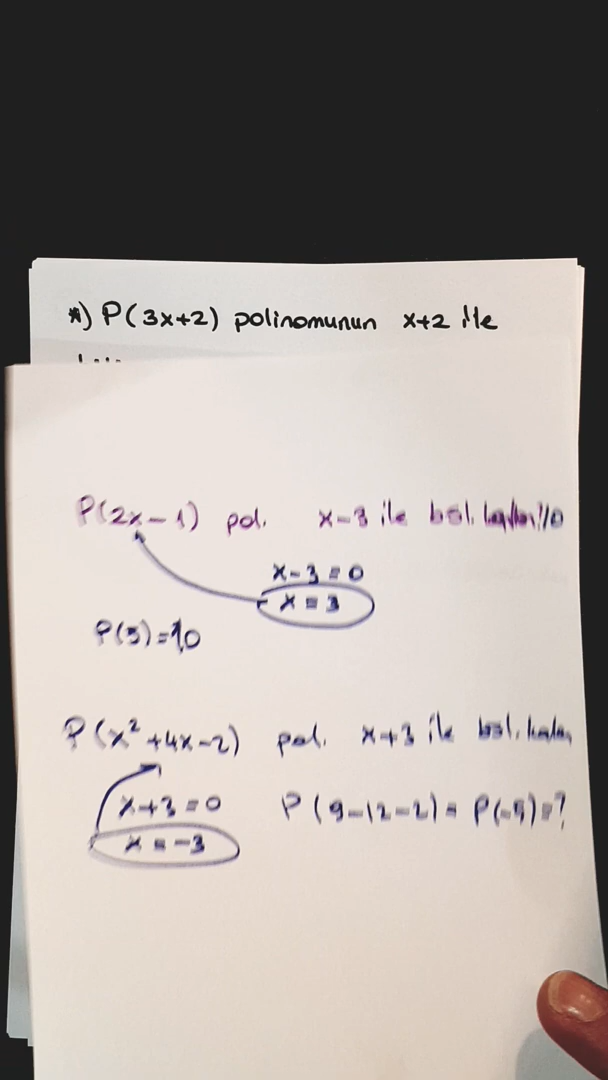 *) P(3x+2) polinomunun x+2 ile
P(2x-1) pol. x-3 ile böl. kalan 10
x-3=0
x=3
P(5)=10
P(x²+4x-2) pol. x+3 ile böl. kalan
x+3=0 P(9-12-2)=P(-5)=?
x=-3